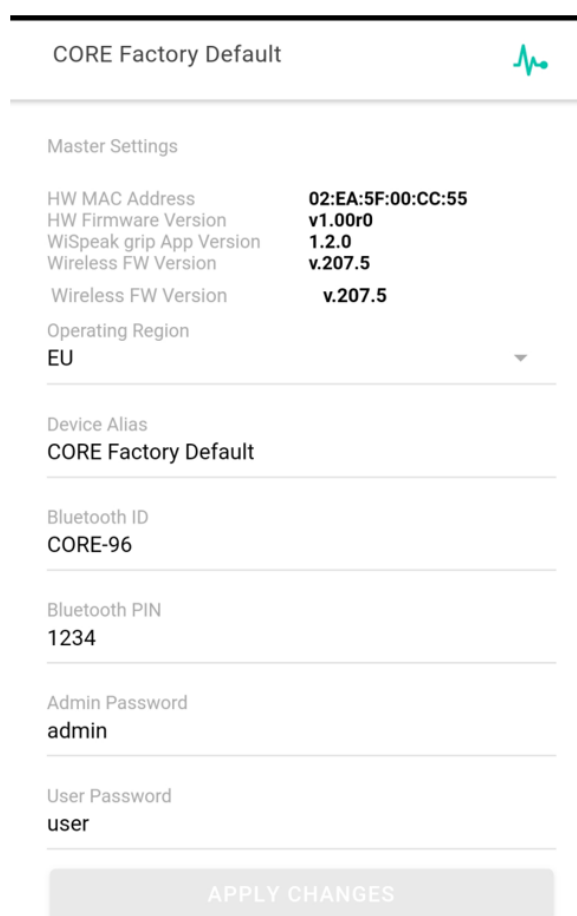 CORE Factory Default
Master Settings
HW MAC Address 02:EA:5F:00:CC:55
HW Firmware Version v1.00r0
WiSpeak grip App Version 1.2.0
Wireless FW Version v.207.5
Wireless FW Version v.207.5
Operating Region
EU
Device Alias
CORE Factory Default
Bluetooth ID
CORE-96
Bluetooth PIN
1234
Admin Password
admin
User Password
user
APPLY CHANGES